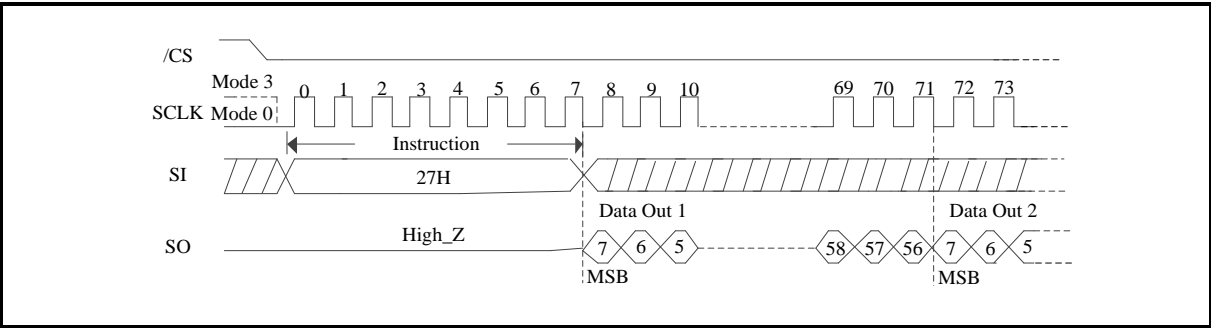 /CS
Mode 3
0 1 2 3 4 5 6 7 8 9 10 69 70 71 72 73
SCLK Mode 0
Instruction
SI 27H
Data Out 1 Data Out 2
SO High_Z 7 6 5 58 57 56 7 6 5
MSB MSB